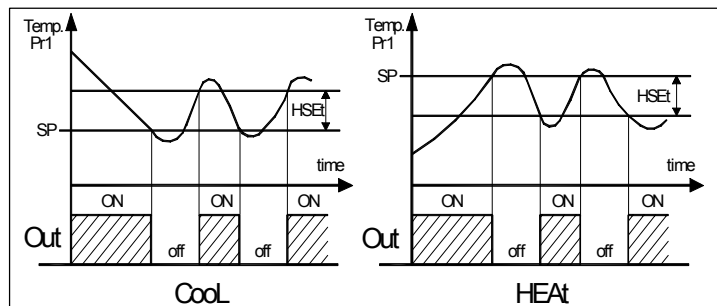 Temp.
Pr1
SP
HSEt
time
ON
ON
ON
Out
off
off
CooL
Temp.
Pr1
SP
HSEt
time
ON
ON
ON
Out
off
off
HEAt